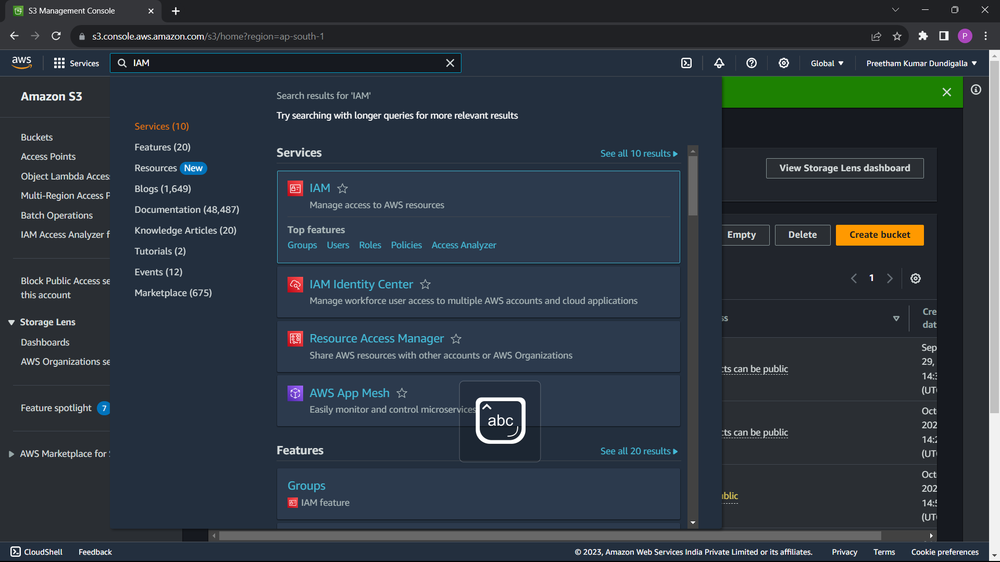 S3 Management Console
s3.console.aws.amazon.com/s3/home?region=ap-south-1
P
aws
Services
IAM
Global
Preetham Kumar Dundigalla
Amazon S3
Buckets
Access Points
Object Lambda Acces
Multi-Region Access P
Batch Operations
IAM Access Analyzer f
Block Public Access se
this account
Storage Lens
Dashboards
AWS Organizations se
Feature spotlight 7
AWS Marketplace for
Services (10)
Features (20)
Resources New
Blogs (1,649)
Documentation (48,487)
Knowledge Articles (20)
Tutorials (2)
Events (12)
Marketplace (675)
Search results for 'IAM'
Try searching with longer queries for more relevant results
Services
See all 10 results
IAM
Manage access to AWS resources
Top features
Groups Users Roles Policies Access Analyzer
IAM Identity Center
Manage workforce user access to multiple AWS accounts and cloud applications
Resource Access Manager
Share AWS resources with other accounts or AWS Organizations
AWS App Mesh
Easily monitor and control microservices
abc
Features
See all 20 results
Groups
IAM feature
View Storage Lens dashboard
Empty
Delete
Create bucket
1
ss
Cre
dat
cts can be public
Sep
29,
14:3
(UT
cts can be public
Oct
202
14:2
(UT
ublic
Oct
202
14:5
(UT
CloudShell
Feedback
© 2023, Amazon Web Services India Private Limited or its affiliates.
Privacy
Terms
Cookie preferences